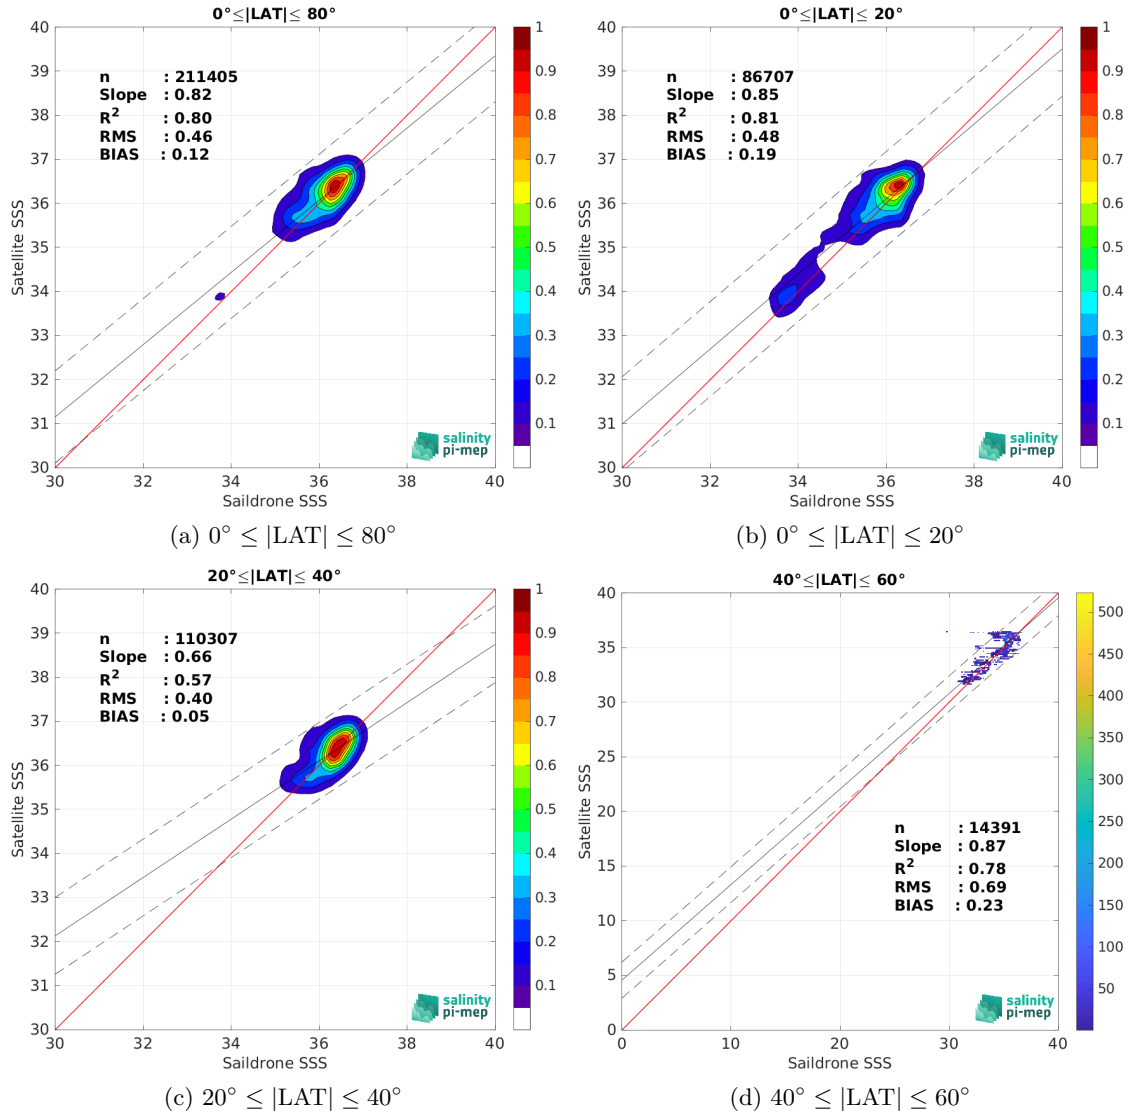 0°≤|LAT|≤ 80°
n : 211405
Slope : 0.82
R² : 0.80
RMS : 0.46
BIAS : 0.12
Satellite SSS
40
39
38
37
36
35
34
33
32
31
30
30 32 34 36 38 40
Saildrone SSS
1
0.9
0.8
0.7
0.6
0.5
0.4
0.3
0.2
0.1
salinity
pi-mep
(a) 0° ≤ |LAT| ≤ 80°
0°≤|LAT|≤ 20°
n : 86707
Slope : 0.85
R² : 0.81
RMS : 0.48
BIAS : 0.19
Satellite SSS
40
39
38
37
36
35
34
33
32
31
30
30 32 34 36 38 40
Saildrone SSS
1
0.9
0.8
0.7
0.6
0.5
0.4
0.3
0.2
0.1
salinity
pi-mep
(b) 0° ≤ |LAT| ≤ 20°
20°≤|LAT|≤ 40°
n : 110307
Slope : 0.66
R² : 0.57
RMS : 0.40
BIAS : 0.05
Satellite SSS
40
39
38
37
36
35
34
33
32
31
30
30 32 34 36 38 40
Saildrone SSS
1
0.9
0.8
0.7
0.6
0.5
0.4
0.3
0.2
0.1
salinity
pi-mep
(c) 20° ≤ |LAT| ≤ 40°
40°≤|LAT|≤ 60°
n : 14391
Slope : 0.87
R² : 0.78
RMS : 0.69
BIAS : 0.23
Satellite SSS
40
35
30
25
20
15
10
5
0
0 10 20 30 40
Saildrone SSS
500
450
400
350
300
250
200
150
100
50
salinity
pi-mep
(d) 40° ≤ |LAT| ≤ 60°